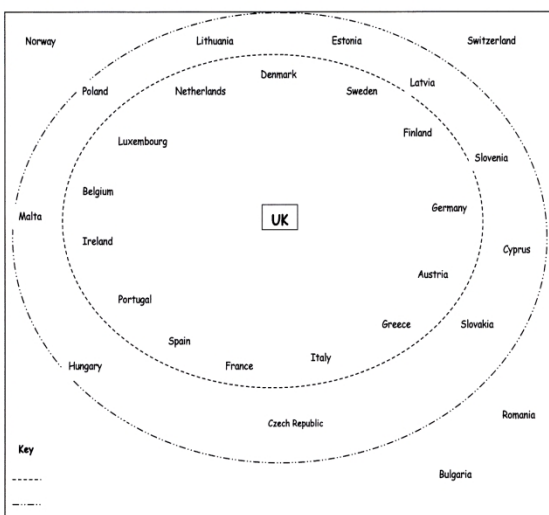 Norway
Lithuania
Estonia
Switzerland
Denmark
Poland
Netherlands
Sweden
Latvia
Finland
Luxembourg
Slovenia
Belgium
Germany
Malta
UK
Ireland
Cyprus
Austria
Portugal
Greece
Slovakia
Spain
Italy
Hungary
France
Romania
Czech Republic
Key
Bulgaria